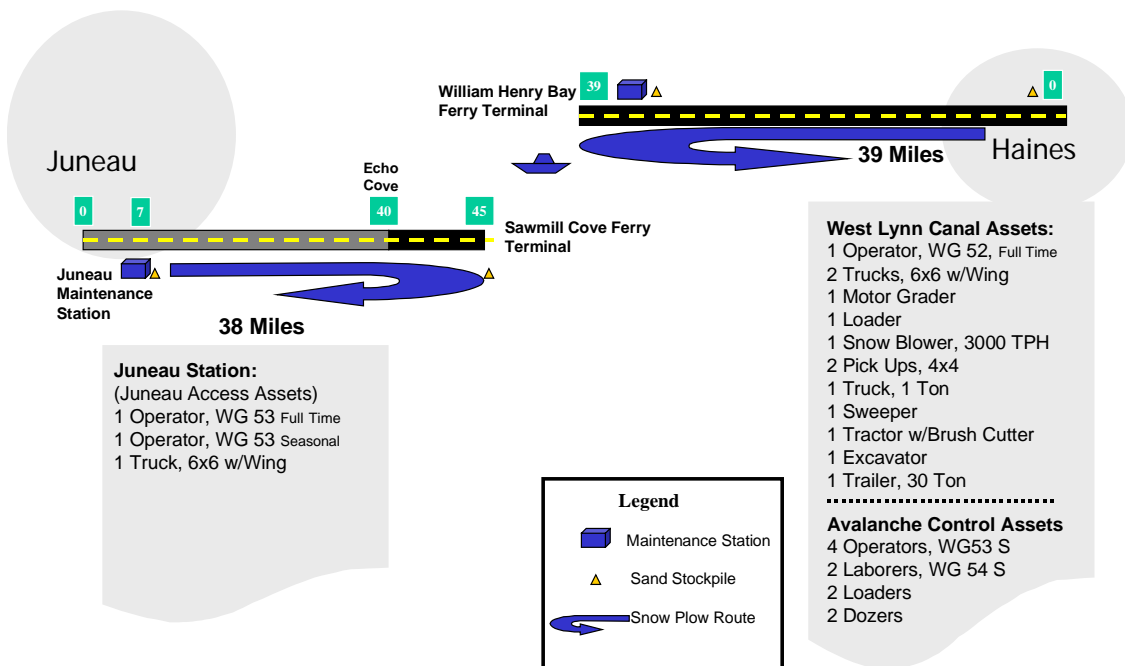 William Henry Bay
Ferry Terminal
39
0
39 Miles
Haines
Juneau
Echo
Cove
0
7
40
45
Sawmill Cove Ferry
Terminal
Juneau
Maintenance
Station
38 Miles
Juneau Station:
(Juneau Access Assets)
1 Operator, WG 53 Full Time
1 Operator, WG 53 Seasonal
1 Truck, 6x6 w/Wing
West Lynn Canal Assets:
1 Operator, WG 52, Full Time
2 Trucks, 6x6 w/Wing
1 Motor Grader
1 Loader
1 Snow Blower, 3000 TPH
2 Pick Ups, 4x4
1 Truck, 1 Ton
1 Sweeper
1 Tractor w/Brush Cutter
1 Excavator
1 Trailer, 30 Ton
Avalanche Control Assets
4 Operators, WG53 S
2 Laborers, WG 54 S
2 Loaders
2 Dozers
Legend
Maintenance Station
Sand Stockpile
Snow Plow Route